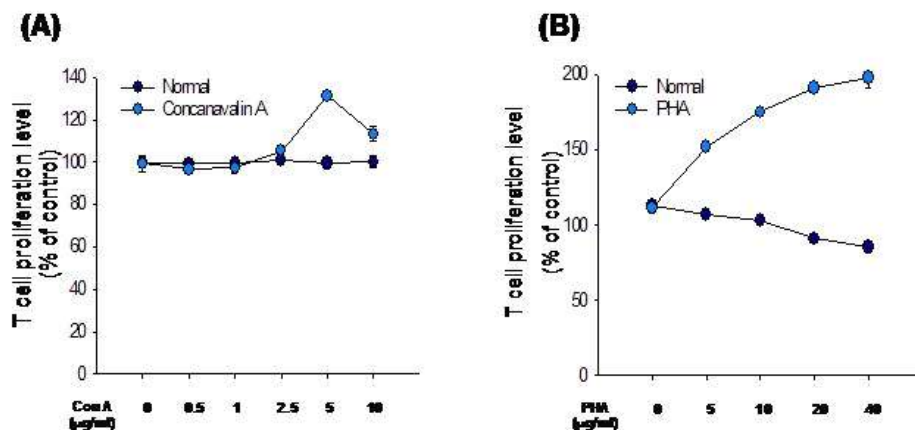 (A)
T cell proliferation level
(% of control)
140
120
100
80
60
40
20
0
Normal
Concanavalin A
Con A 0 0.5 1 2.5 5 10
(µg/ml)
(B)
T cell proliferation level
(% of control)
200
150
100
50
0
Normal
PHA
PHA 0 5 10 20 40
(µg/ml)